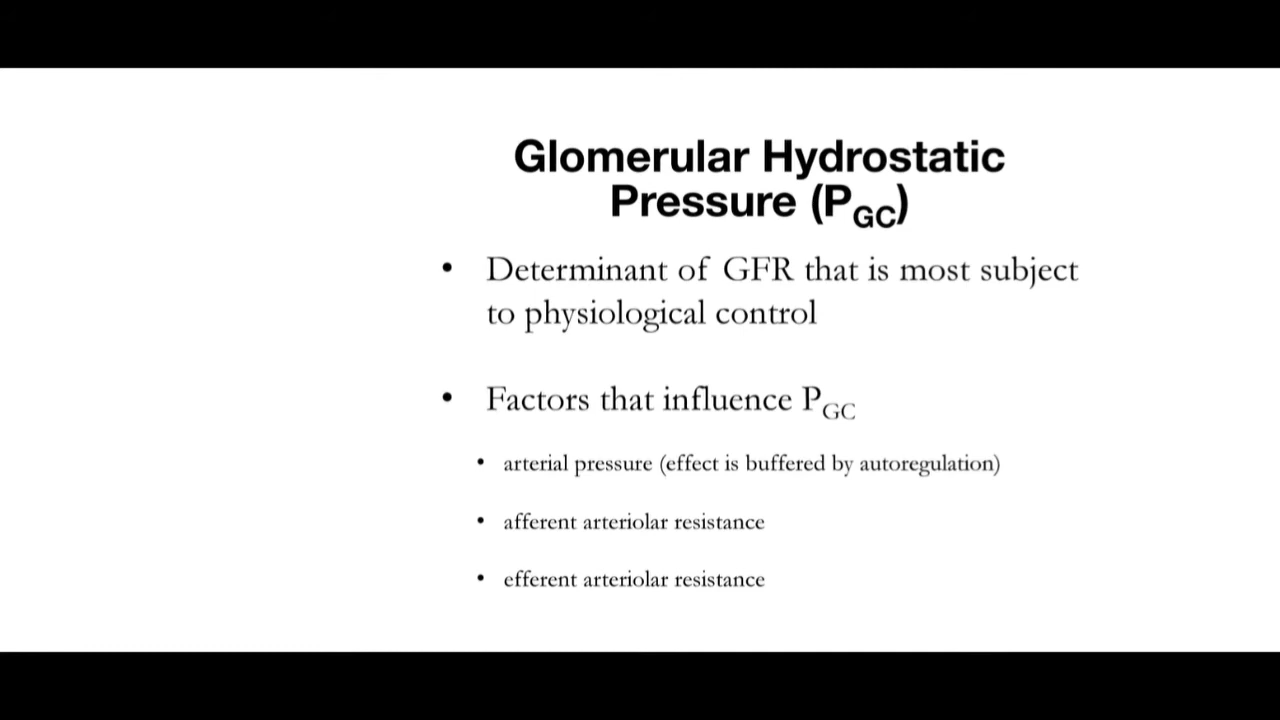 Glomerular Hydrostatic
Pressure (PGC)
• Determinant of GFR that is most subject
to physiological control
• Factors that influence PGC
• arterial pressure (effect is buffered by autoregulation)
• afferent arteriolar resistance
• efferent arteriolar resistance